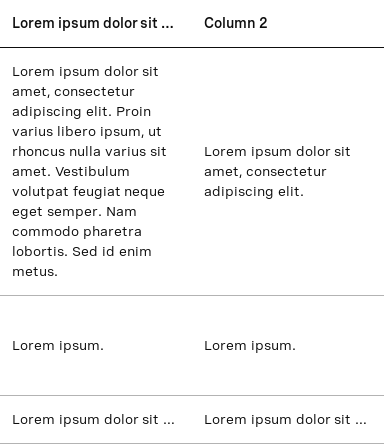 Lorem ipsum dolor sit ... Column 2
Lorem ipsum dolor sit
amet, consectetur
adipiscing elit. Proin
varius libero ipsum, ut
rhoncus nulla varius sit
amet. Vestibulum
volutpat feugiat neque
eget semper. Nam
commodo pharetra
lobortis. Sed id enim
metus.
Lorem ipsum dolor sit
amet, consectetur
adipiscing elit.
Lorem ipsum. Lorem ipsum.
Lorem ipsum dolor sit ... Lorem ipsum dolor sit ...